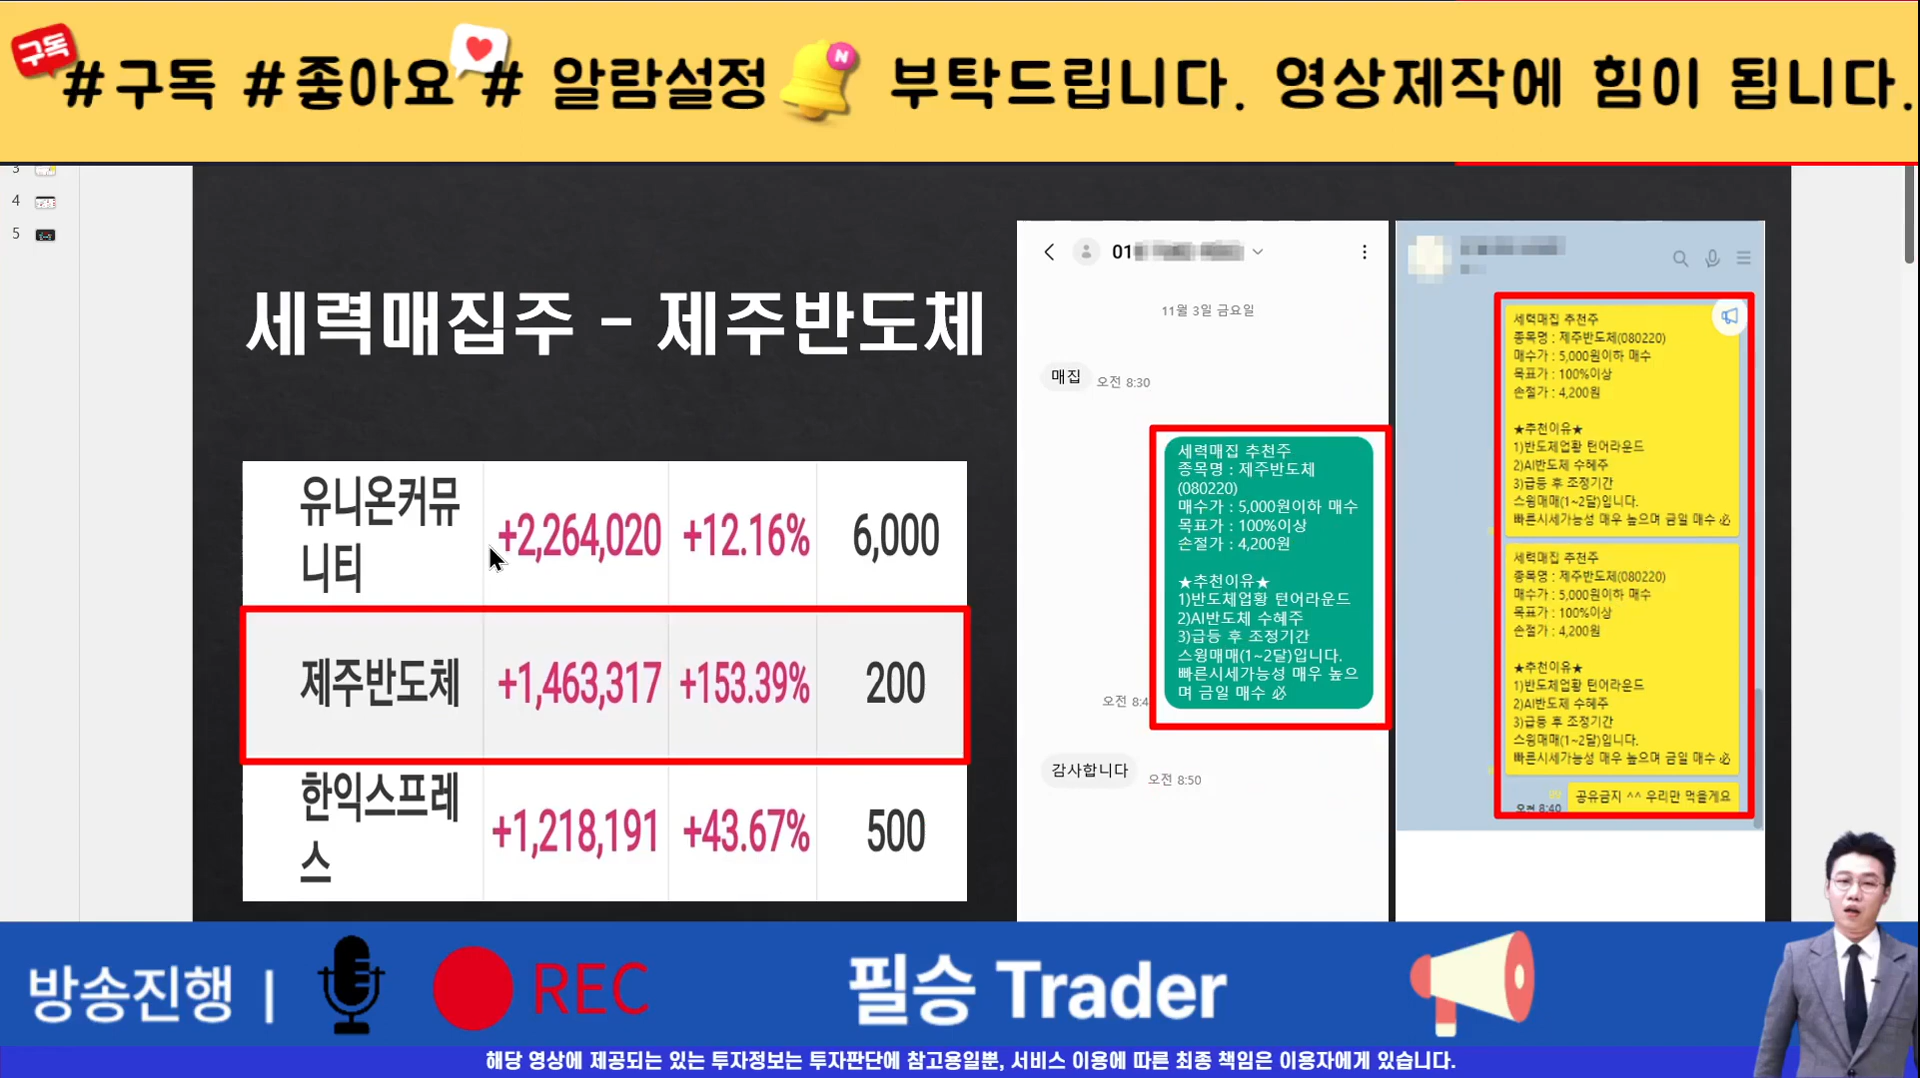 구독
#구독 #좋아요 # 알람설정 N 부탁드립니다. 영상제작에 힘이 됩니다.
3
4
5
세력매집주 - 제주반도체
유니온커뮤
니티
+2,264,020
+12.16%
6,000
제주반도체
+1,463,317
+153.39%
200
한익스프레
스
+1,218,191
+43.67%
500
01
11월 3일 금요일
매집
오전 8:30
세력매집 추천주
종목명 : 제주반도체
(080220)
매수가 : 5,000원이하 매수
목표가 : 100%이상
손절가 : 4,200원
★추천이유★
1)반도체업황 턴어라운드
2)AI반도체 수혜주
3)급등 후 조정기간
스윙매매(1~2달)입니다.
빠른시세가능성 매우 높으
며 금일 매수 必
오전 8:4
감사합니다
오전 8:50
세력매집 추천주
종목명 : 제주반도체(080220)
매수가 : 5,000원이하 매수
목표가 : 100%이상
손절가 : 4,200원
★추천이유★
1)반도체업황 턴어라운드
2)AI반도체 수혜주
3)급등 후 조정기간
스윙매매(1~2달)입니다.
빠른시세가능성 매우 높으며 금일 매수 必
세력매집 추천주
종목명 : 제주반도체(080220)
매수가 : 5,000원이하 매수
목표가 : 100%이상
손절가 : 4,200원
★추천이유★
1)반도체업황 턴어라운드
2)AI반도체 수혜주
3)급등 후 조정기간
스윙매매(1~2달)입니다.
빠른시세가능성 매우 높으며 금일 매수 必
오전 8:40
공유금지 ^^ 우리만 먹을게요
방송진행 | REC 필승 Trader
해당 영상에 제공되는 있는 투자정보는 투자판단에 참고용일뿐, 서비스 이용에 따른 최종 책임은 이용자에게 있습니다.